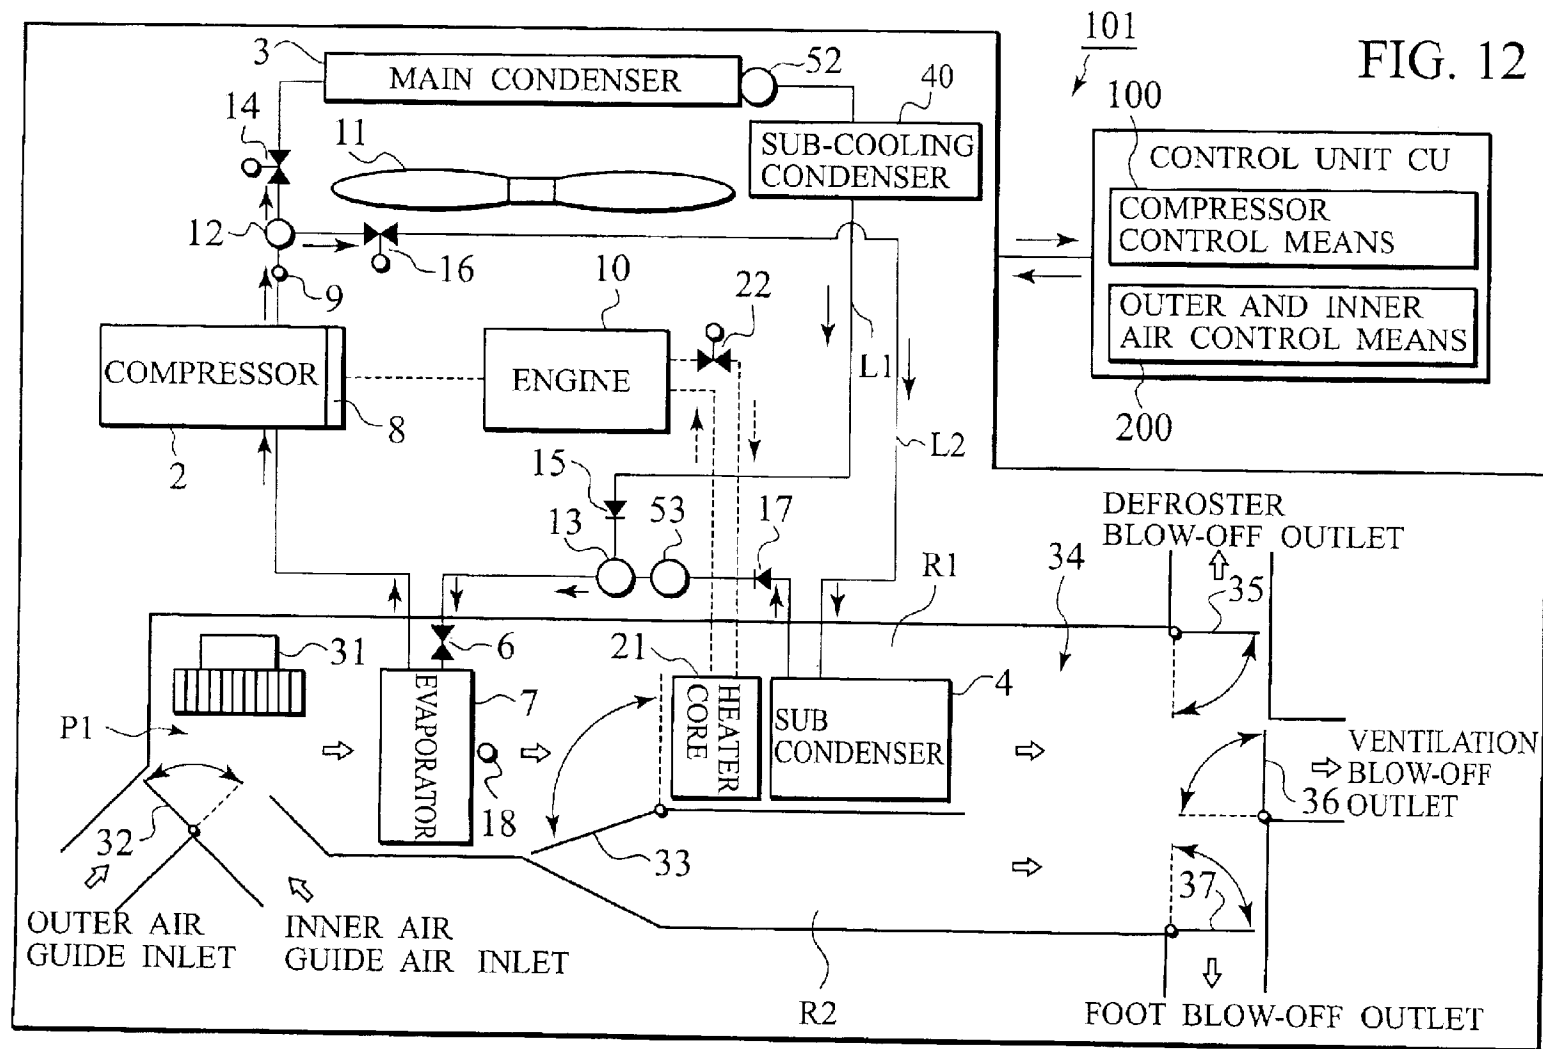 101
FIG. 12
3
MAIN CONDENSER
52
40
100
14
11
SUB-COOLING
CONDENSER
CONTROL UNIT CU
COMPRESSOR
CONTROL MEANS
12
16
9
10
22
OUTER AND INNER
AIR CONTROL MEANS
COMPRESSOR
ENGINE
L1
8
200
2
L2
15
13
53
17
DEFROSTER
BLOW-OFF OUTLET
R1
34
35
31
6
21
P1
EVAPORATOR
7
HEATER
CORE
4
SUB
CONDENSER
VENTILATION
BLOW-OFF
OUTLET
36
32
18
33
37
OUTER AIR
GUIDE INLET
INNER AIR
GUIDE AIR INLET
R2
FOOT BLOW-OFF OUTLET